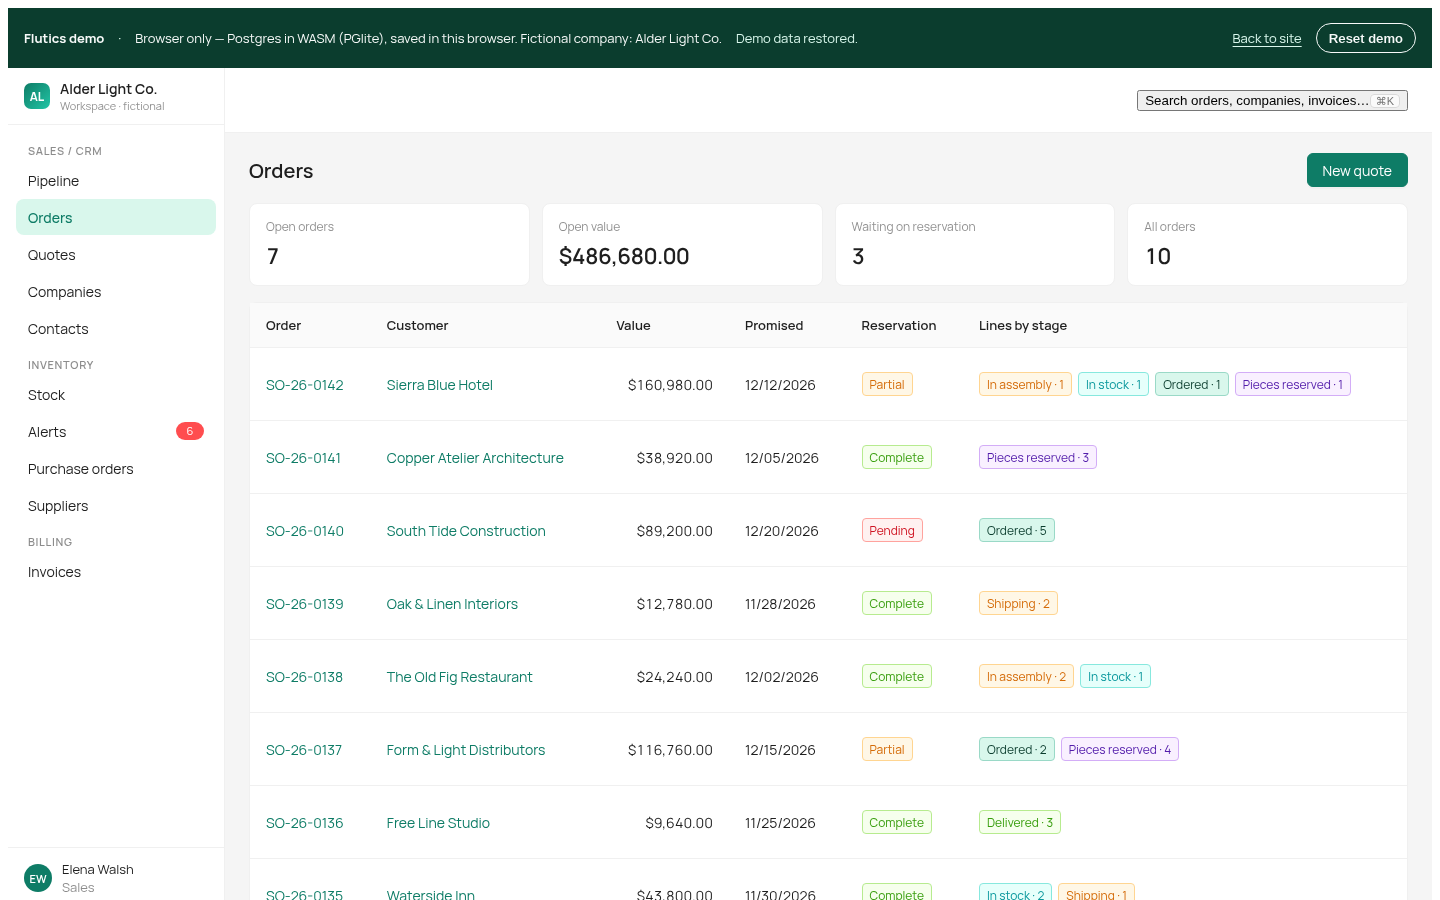 Flutics demo · Browser only — Postgres in WASM (PGlite), saved in this browser. Fictional company: Alder Light Co. Demo data restored. Back to site Reset demo
AL Alder Light Co.
Workspace · fictional
Search orders, companies, invoices… ⌘K
SALES / CRM
Pipeline
Orders
Quotes
Companies
Contacts
INVENTORY
Stock
Alerts 6
Purchase orders
Suppliers
BILLING
Invoices
EW Elena Walsh
Sales
Orders New quote
Open orders
7
Open value
$486,680.00
Waiting on reservation
3
All orders
10
Order Customer Value Promised Reservation Lines by stage
SO-26-0142 Sierra Blue Hotel $160,980.00 12/12/2026 Partial In assembly · 1 In stock · 1 Ordered · 1 Pieces reserved · 1
SO-26-0141 Copper Atelier Architecture $38,920.00 12/05/2026 Complete Pieces reserved · 3
SO-26-0140 South Tide Construction $89,200.00 12/20/2026 Pending Ordered · 5
SO-26-0139 Oak & Linen Interiors $12,780.00 11/28/2026 Complete Shipping · 2
SO-26-0138 The Old Fig Restaurant $24,240.00 12/02/2026 Complete In assembly · 2 In stock · 1
SO-26-0137 Form & Light Distributors $116,760.00 12/15/2026 Partial Ordered · 2 Pieces reserved · 4
SO-26-0136 Free Line Studio $9,640.00 11/25/2026 Complete Delivered · 3
SO-26-0135 Waterside Inn $43,800.00 11/30/2026 Complete In stock · 2 Shipping · 1